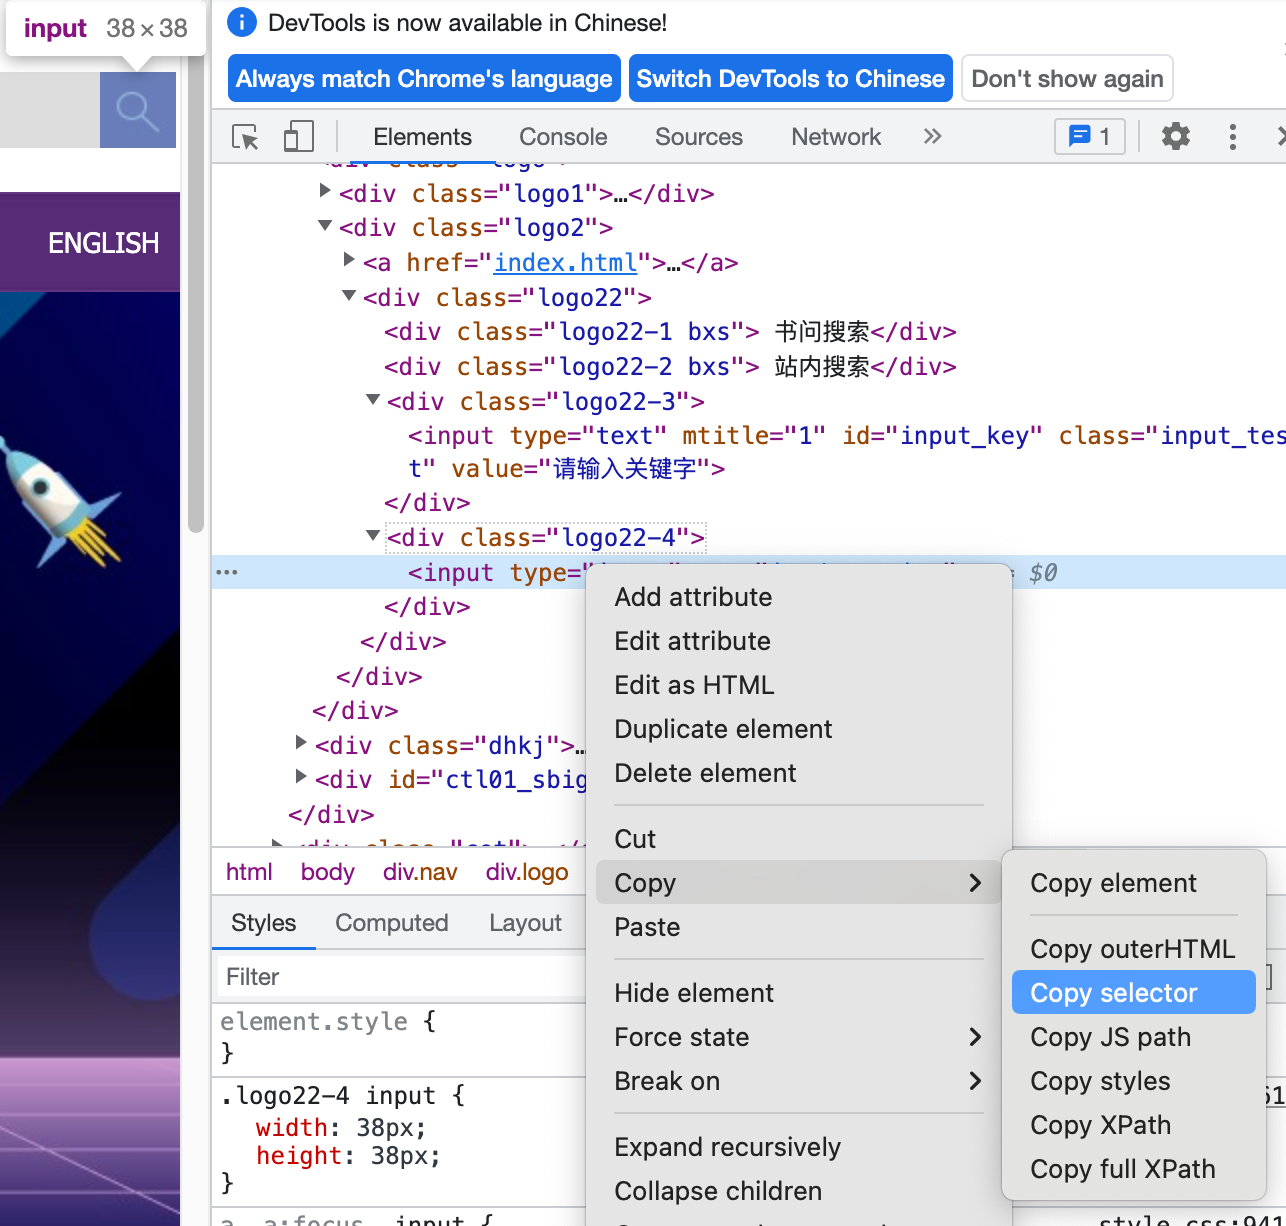 input 38 × 38
DevTools is now available in Chinese!
Always match Chrome's language
Switch DevTools to Chinese
Don't show again
Elements
Console
Sources
Network
1
ENGLISH
<div class="logo1">…</div>
<div class="logo2">
<a href="index.html">…</a>
<div class="logo22">
<div class="logo22-1 bxs"> 书问搜索</div>
<div class="logo22-2 bxs"> 站内搜索</div>
<div class="logo22-3">
<input type="text" mtitle="1" id="input_key" class="input_tes
t" value="请输入关键字">
</div>
<div class="logo22-4">
<input type= $0
</div>
</div>
</div>
</div>
<div class="dhkj">…
<div id="ctl01_sbig
</div>
html body div.nav div.logo
Styles
Computed
Layout
Filter
element.style {
}
.logo22-4 input {
width: 38px;
height: 38px;
}
a, a:focus, input {
style.css:941
Add attribute
Edit attribute
Edit as HTML
Duplicate element
Delete element
Cut
Copy
Paste
Hide element
Force state
Break on
Expand recursively
Collapse children
Copy element
Copy outerHTML
Copy selector
Copy JS path
Copy styles
Copy XPath
Copy full XPath